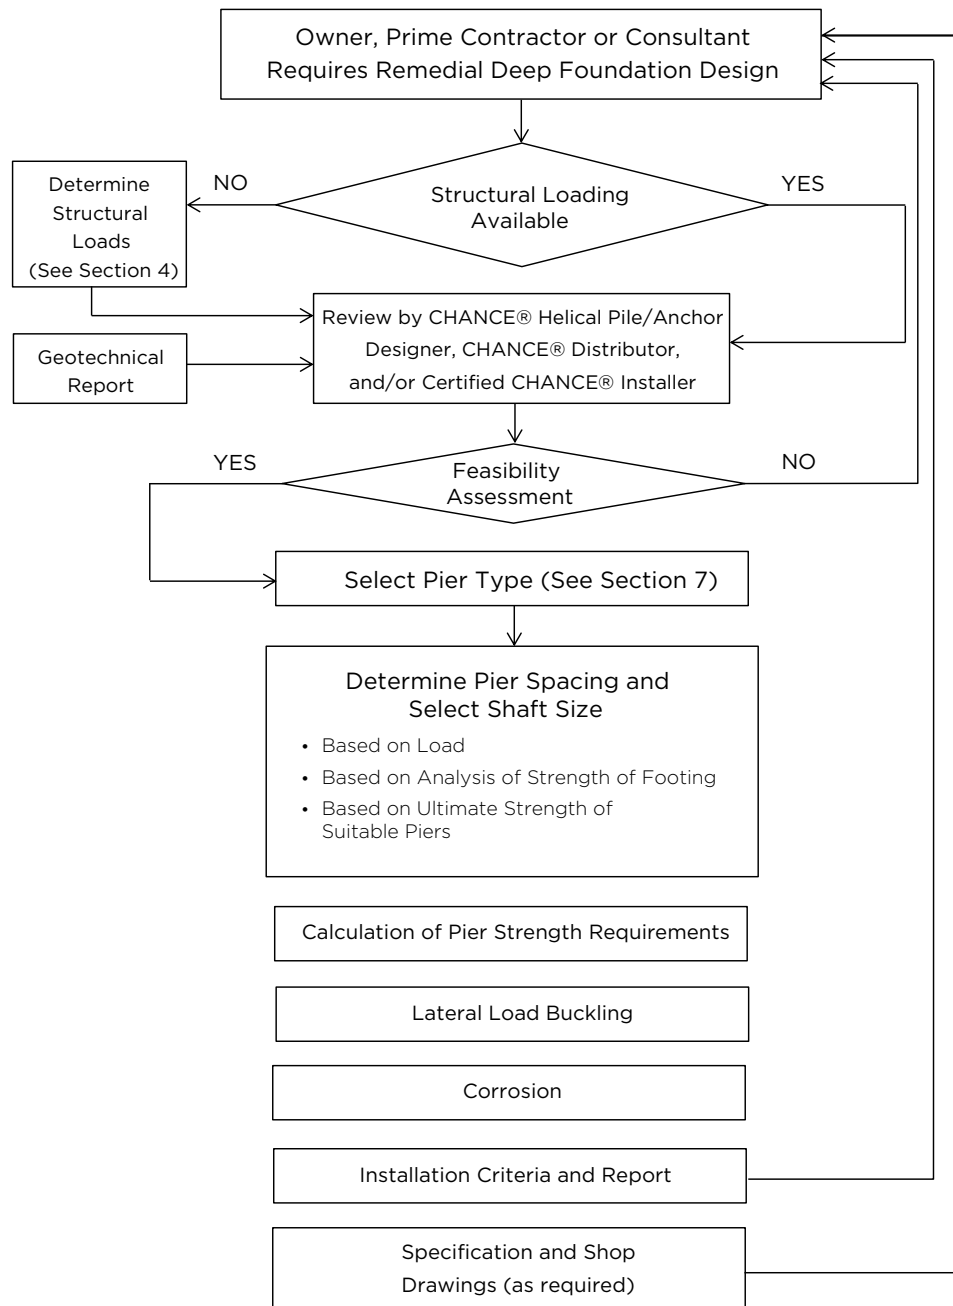 Owner, Prime Contractor or Consultant
Requires Remedial Deep Foundation Design
NO
YES
Determine
Structural
Loads
(See Section 4)
Structural Loading
Available
Review by CHANCE® Helical Pile/Anchor
Designer, CHANCE® Distributor,
and/or Certified CHANCE® Installer
Geotechnical
Report
YES
NO
Feasibility
Assessment
Select Pier Type (See Section 7)
Determine Pier Spacing and
Select Shaft Size
• Based on Load
• Based on Analysis of Strength of Footing
• Based on Ultimate Strength of
Suitable Piers
Calculation of Pier Strength Requirements
Lateral Load Buckling
Corrosion
Installation Criteria and Report
Specification and Shop
Drawings (as required)